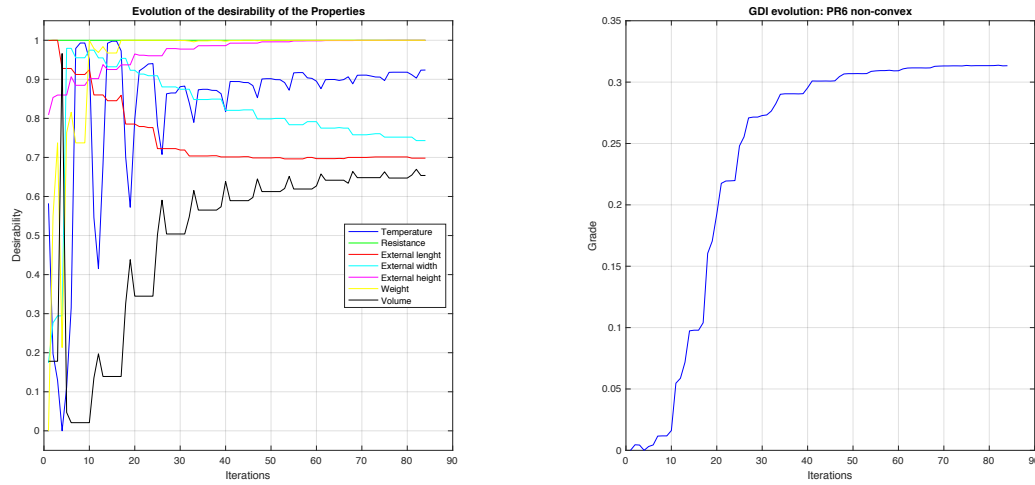 Evolution of the desirability of the Properties
1
0.9
0.8
0.7
0.6
0.5
0.4
0.3
0.2
0.1
0
Desirability
0 10 20 30 40 50 60 70 80 90
Iterations
Temperature
Resistance
External lenght
External width
External height
Weight
Volume
GDI evolution: PR6 non-convex
0.35
0.3
0.25
0.2
0.15
0.1
0.05
0
Grade
0 10 20 30 40 50 60 70 80 90
Iterations